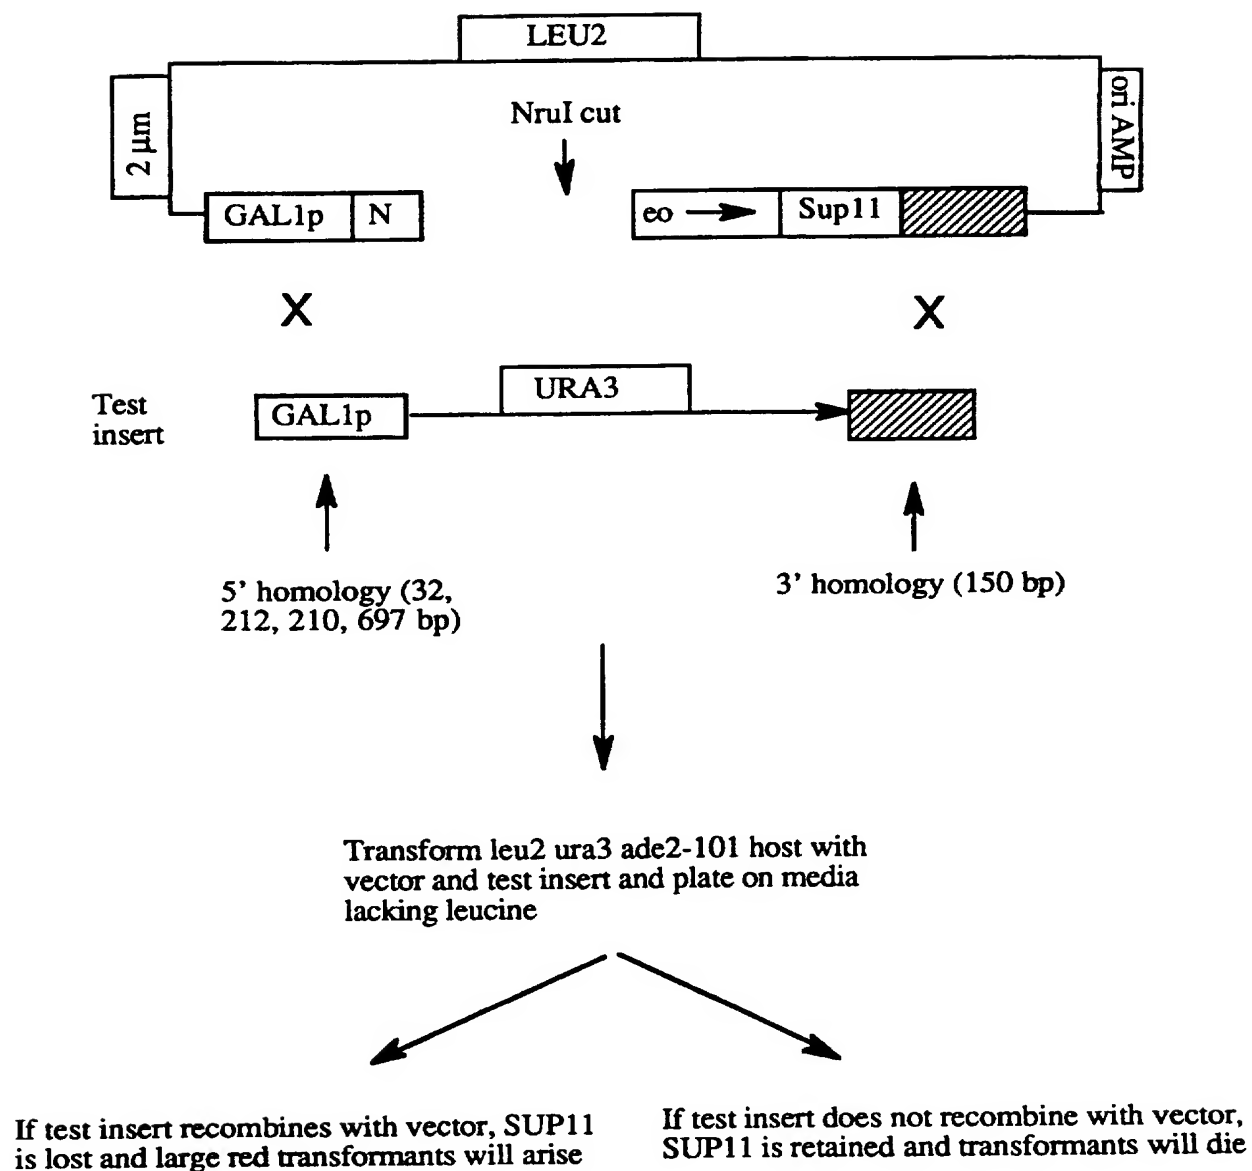 LEU2
2 µm
ori AMP
NruI cut
GAL1p
N
eo
Sup11
X
X
Test
insert
GAL1p
URA3
5' homology (32,
212, 210, 697 bp)
3' homology (150 bp)
Transform leu2 ura3 ade2-101 host with
vector and test insert and plate on media
lacking leucine
If test insert recombines with vector, SUP11
is lost and large red transformants will arise
If test insert does not recombine with vector,
SUP11 is retained and transformants will die